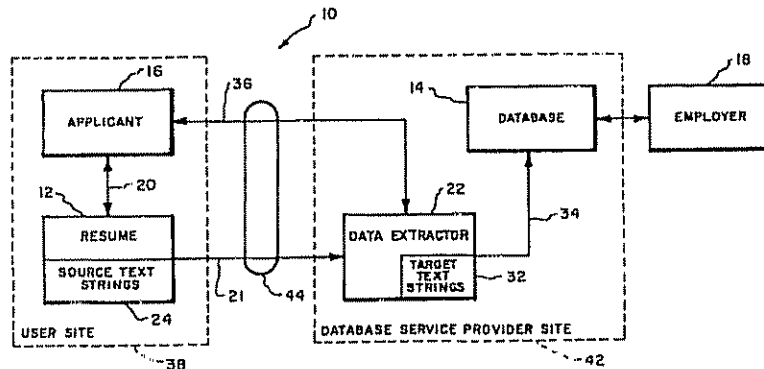 10
16
APPLICANT
36
14
DATABASE
18
EMPLOYER
20
12
RESUME
SOURCE TEXT
STRINGS
24
21
44
22
DATA EXTRACTOR
TARGET
TEXT
STRINGS
32
34
USER SITE
38
DATABASE SERVICE PROVIDER SITE
42